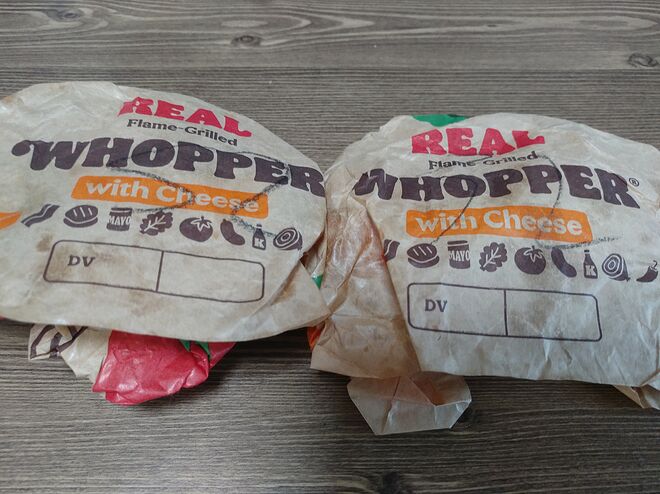 REAL
Flame-Grilled
WHOPPER
with Cheese
MAYO
K
DV
REAL
Flame-Grilled
WHOPPER®
with Cheese
MAYO
K
DV